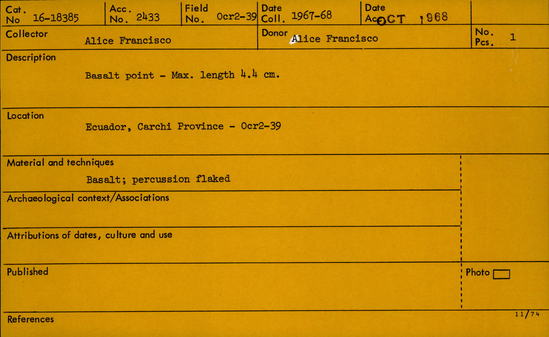 Cat. No 16-18385 Acc. No. 2433 Field No. Ocr2-39 Date Coll. 1967-68 Date Acc. OCT 1968
Collector Alice Francisco Donor Alice Francisco No. Pcs. 1
Description
Basalt point - Max. length 4.4 cm.
Location
Ecuador, Carchi Province - Ocr2-39
Material and techniques
Basalt; percussion flaked
Archaeological context/Associations
Attributions of dates, culture and use
Published Photo
References 11/74